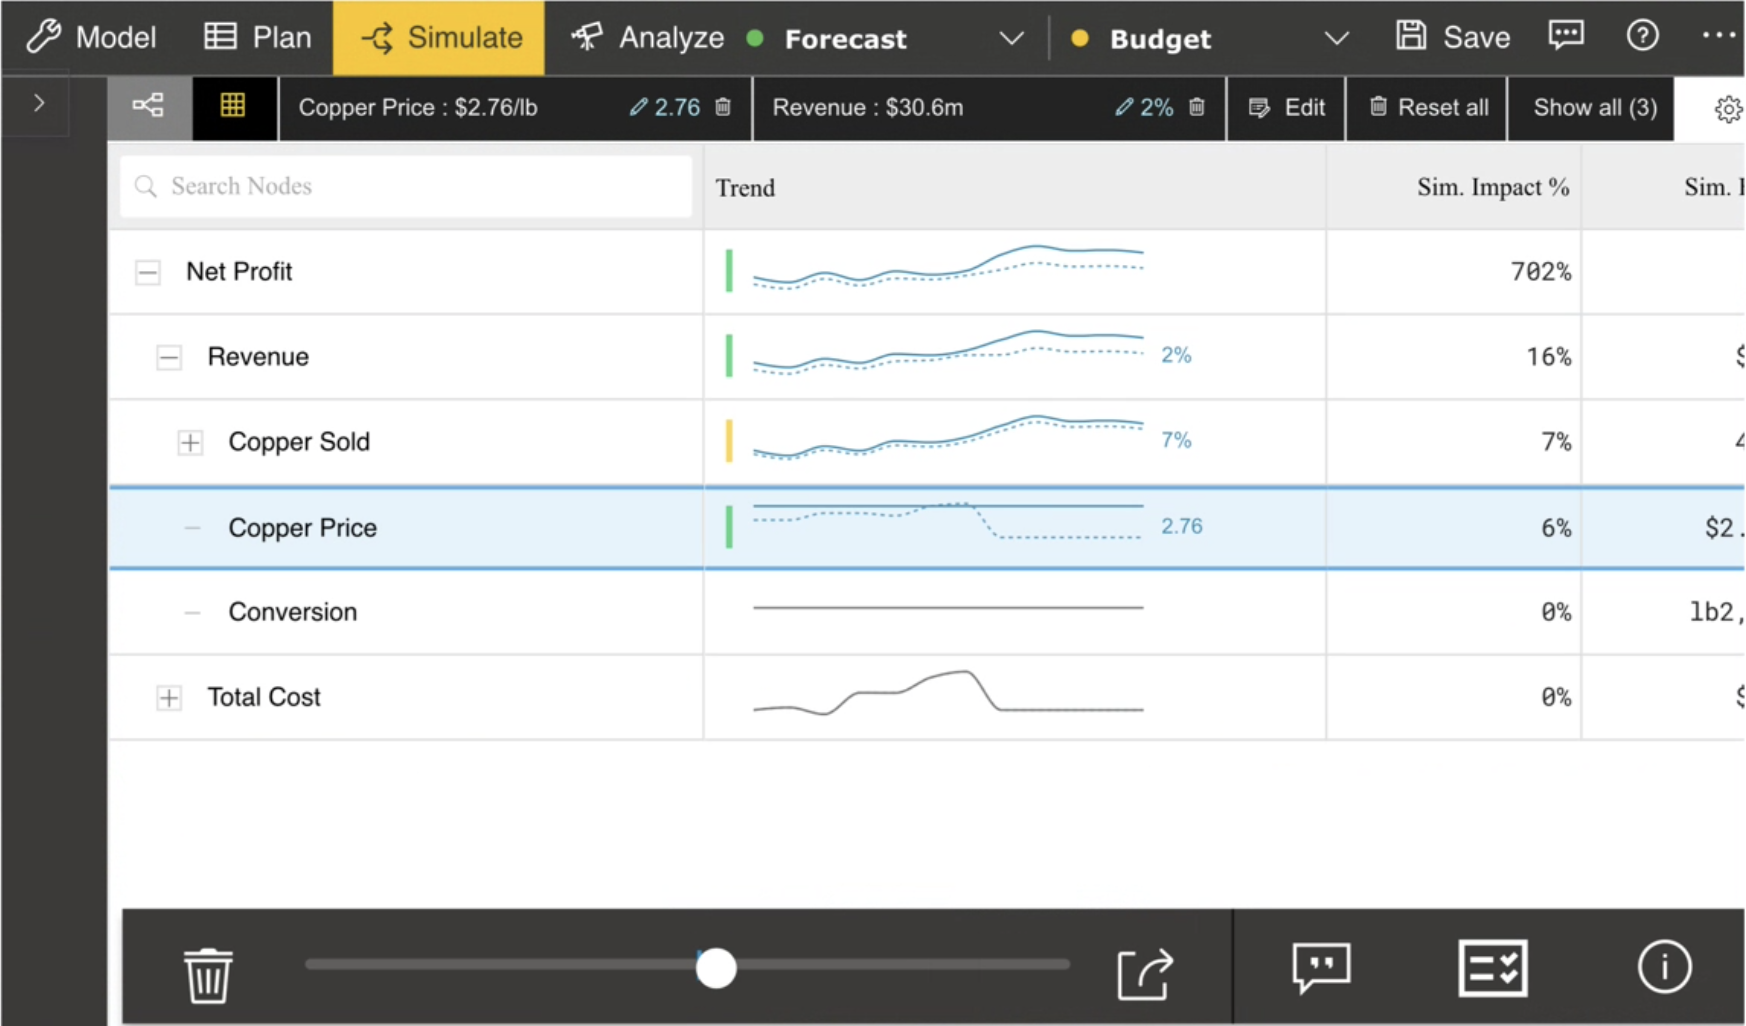 Model Plan Simulate Analyze Forecast Budget Save
Copper Price : $2.76/lb 2.76 Revenue : $30.6m 2% Edit Reset all Show all (3)
Search Nodes Trend Sim. Impact % Sim.
Net Profit 702%
Revenue 2% 16% $
Copper Sold 7% 7% 4
Copper Price 2.76 6% $2.
Conversion 0% lb2,
Total Cost 0% $